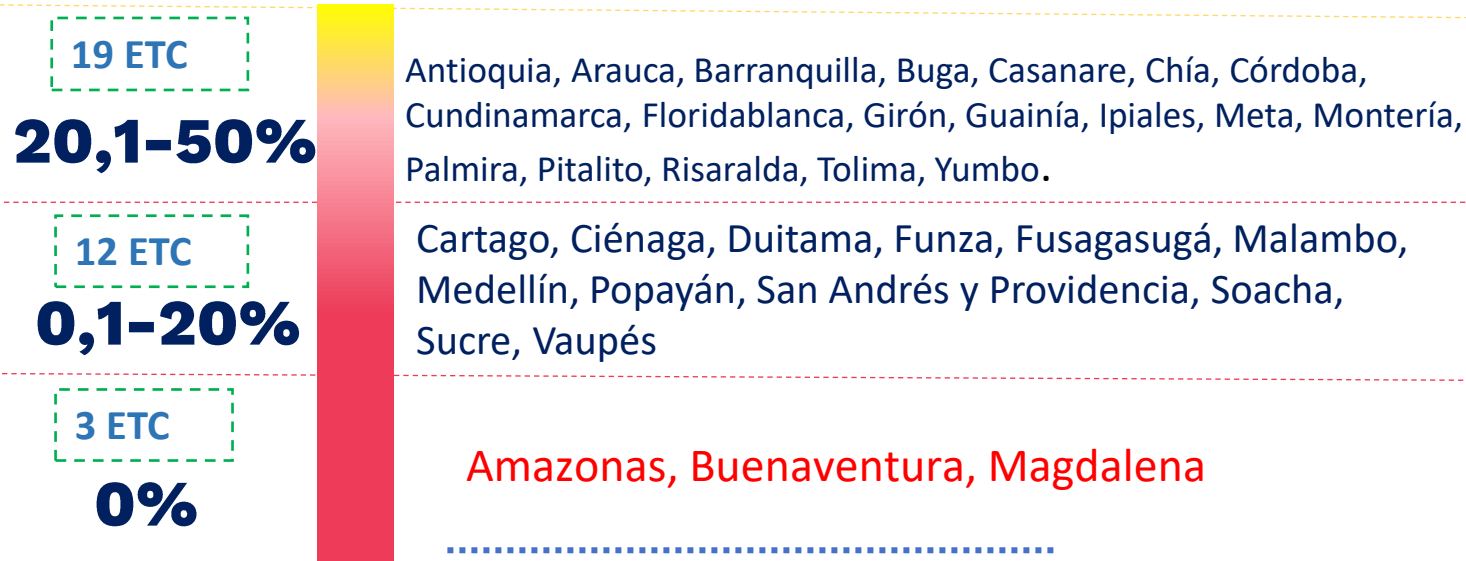 19 ETC
20,1-50%
Antioquia, Arauca, Barranquilla, Buga, Casanare, Chía, Córdoba,
Cundinamarca, Floridablanca, Girón, Guainía, Ipiales, Meta, Montería,
Palmira, Pitalito, Risaralda, Tolima, Yumbo.
12 ETC
0,1-20%
Cartago, Ciénaga, Duitama, Funza, Fusagasugá, Malambo,
Medellín, Popayán, San Andrés y Providencia, Soacha,
Sucre, Vaupés
3 ETC
0%
Amazonas, Buenaventura, Magdalena